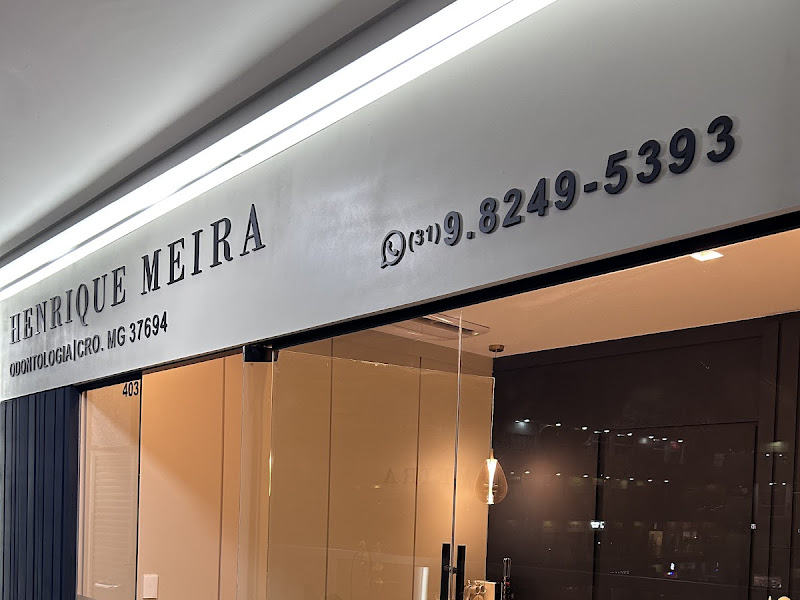 HENRIQUE MEIRA
ODONTOLOGIA|CRO. MG 37694
(31) 9.8249-5393
403